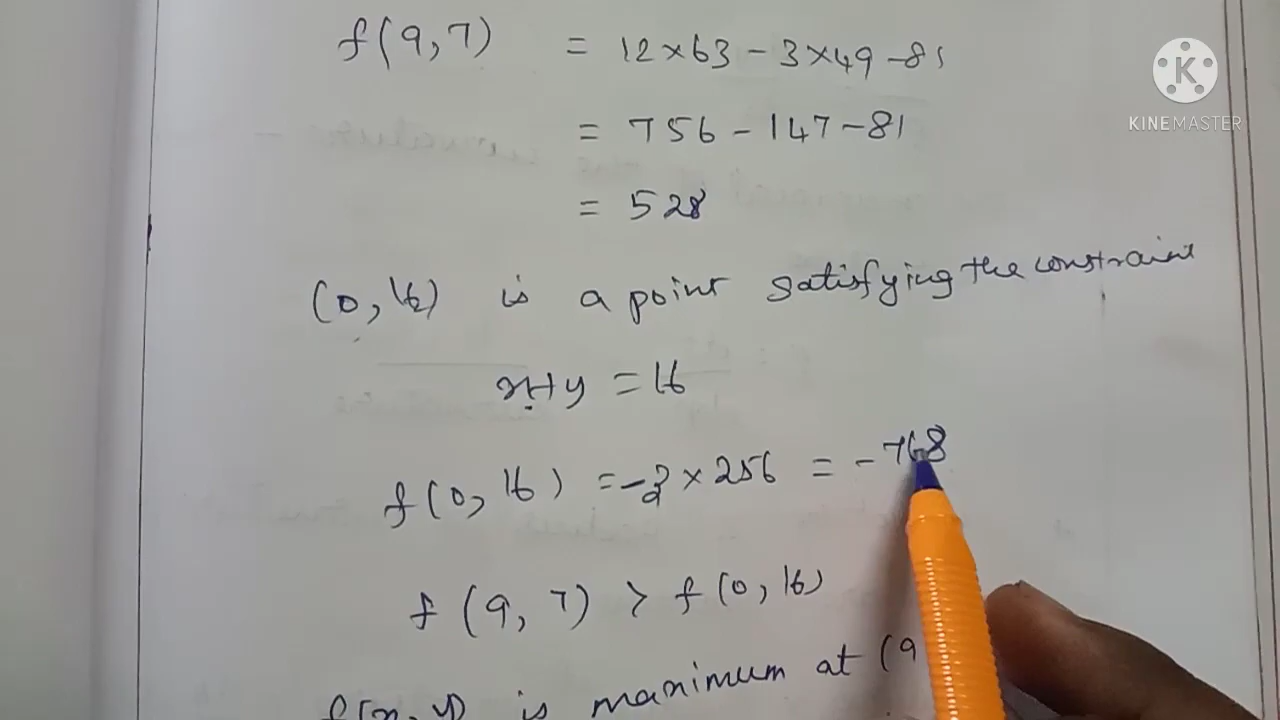 f(9,7) = 12×63 - 3×49 - 81
K
KINEMASTER
= 756 - 147 - 81
= 528
(0,16) is a point satisfying the constraint
x+y = 16
f(0,16) = -3×256 = -768
f(9,7) > f(0,16)
f(x,y) is maximum at (9